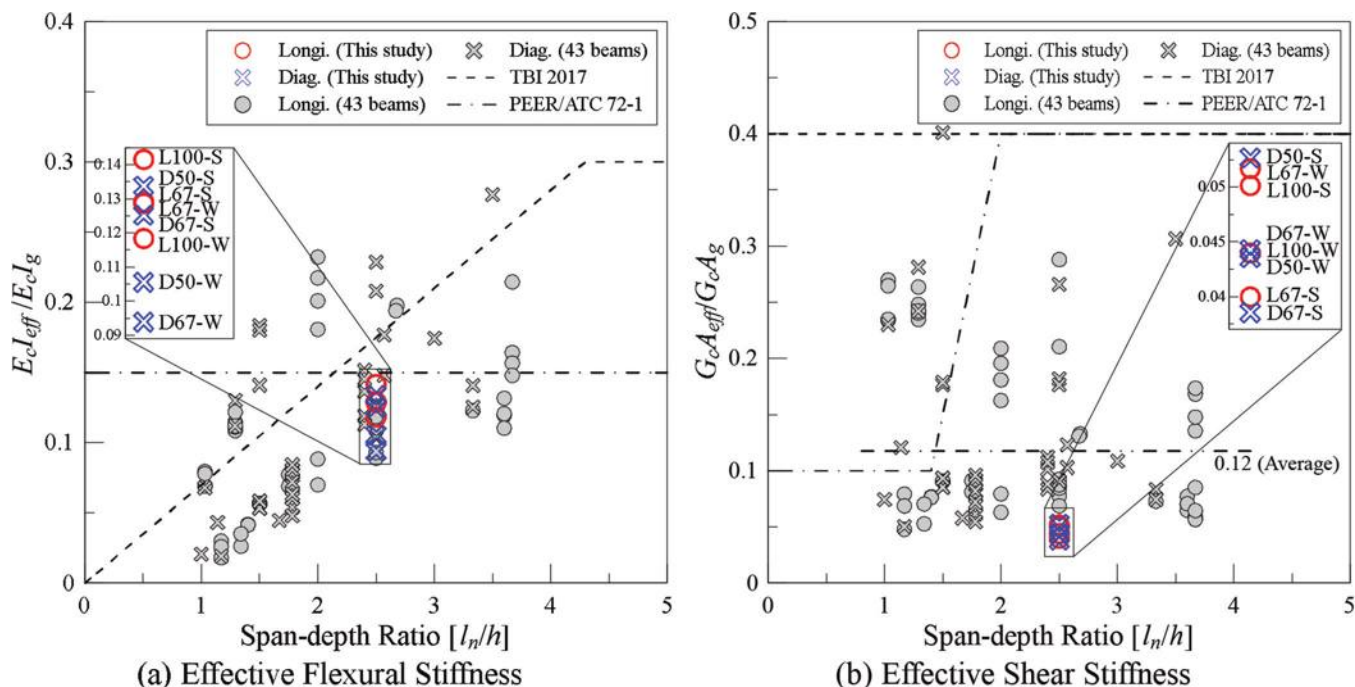 0.4
0.3
0.2
0.1
0
E_cI_eff/E_cI_g
Longi. (This study)
Diag. (This study)
Longi. (43 beams)
Diag. (43 beams)
TBI 2017
PEER/ATC 72-1
0.14
0.13
0.12
0.11
0.1
0.09
L100-S
D50-S
L67-S
L67-W
D67-S
L100-W
D50-W
D67-W
0 1 2 3 4 5
Span-depth Ratio [l_n/h]
(a) Effective Flexural Stiffness
0.5
0.4
0.3
0.2
0.1
0
G_cA_eff/G_cA_g
Longi. (This study)
Diag. (This study)
Longi. (43 beams)
Diag. (43 beams)
TBI 2017
PEER/ATC 72-1
0.05
0.045
0.04
D50-S
L67-W
L100-S
D67-W
L100-W
D50-W
L67-S
D67-S
0.12 (Average)
0 1 2 3 4 5
Span-depth Ratio [l_n/h]
(b) Effective Shear Stiffness